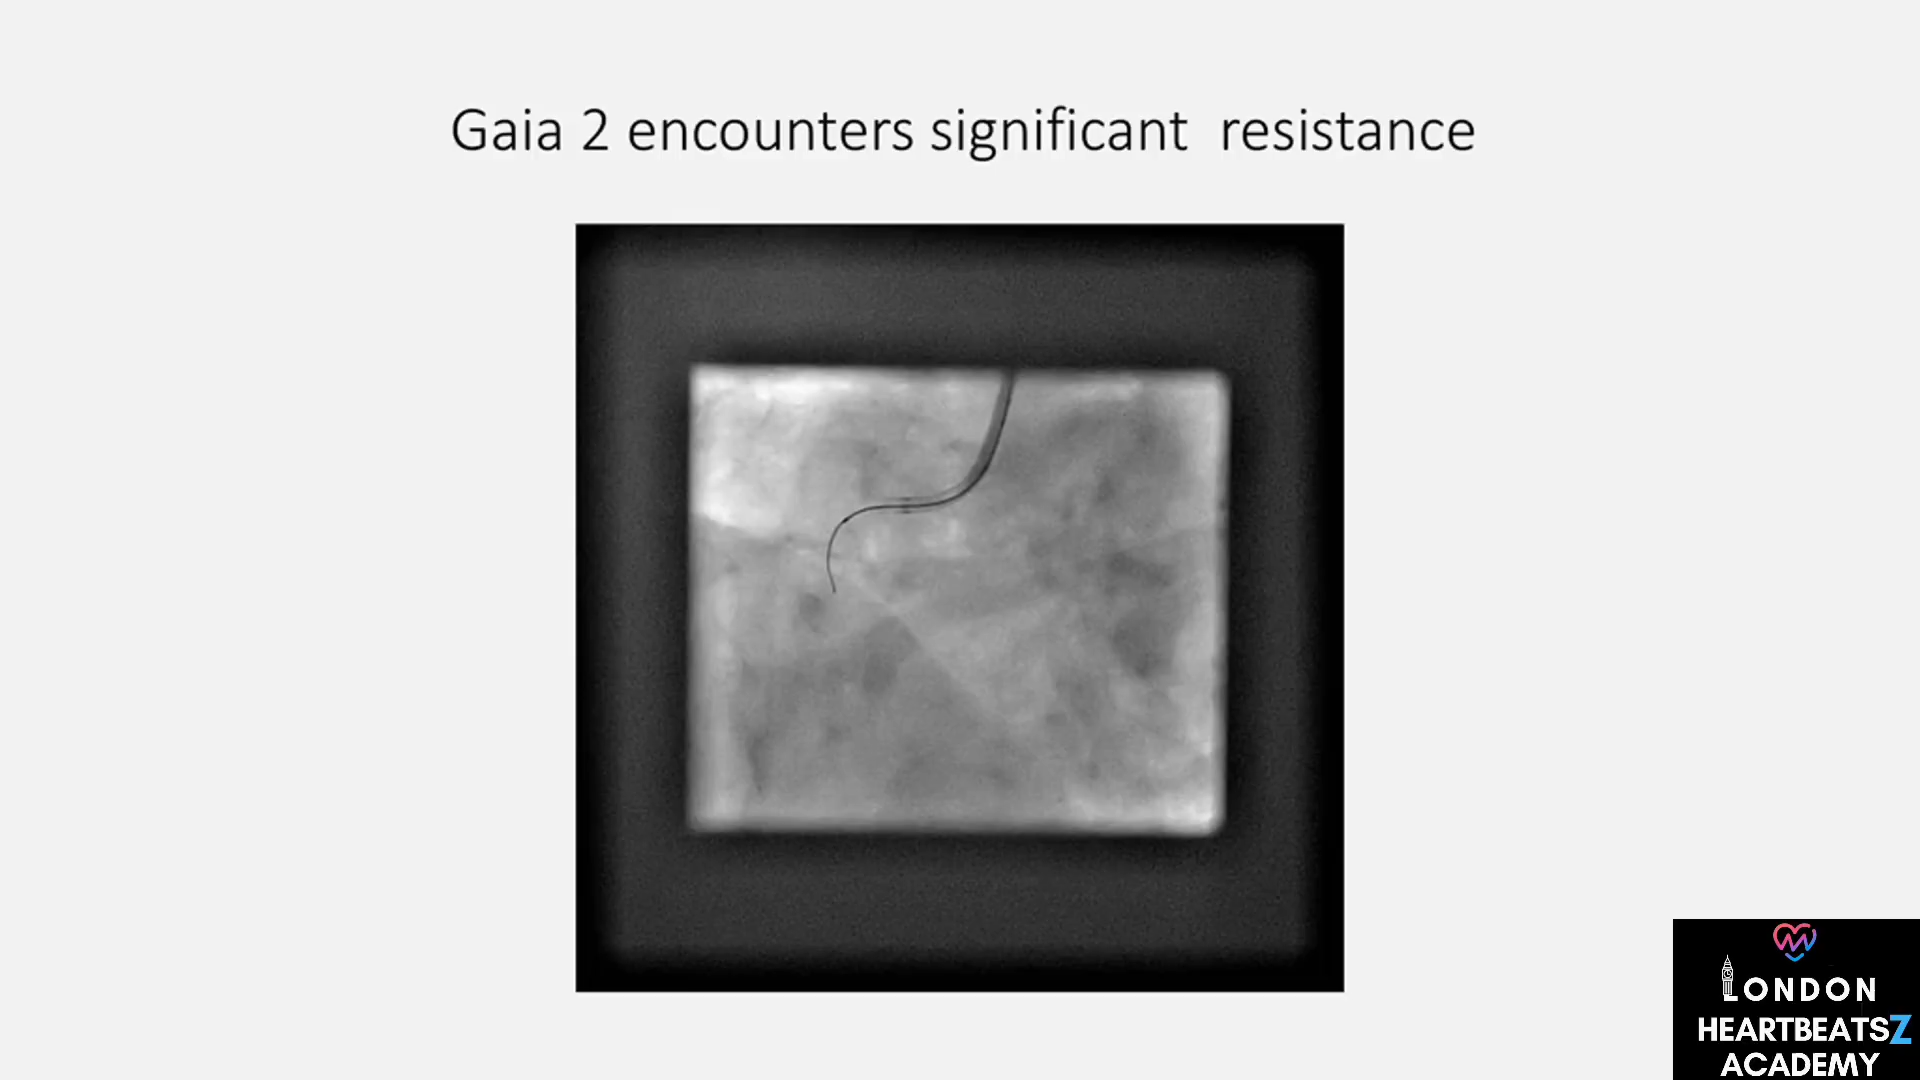 Gaia 2 encounters significant  resistance
LONDON
HEARTBEATSZ
ACADEMY